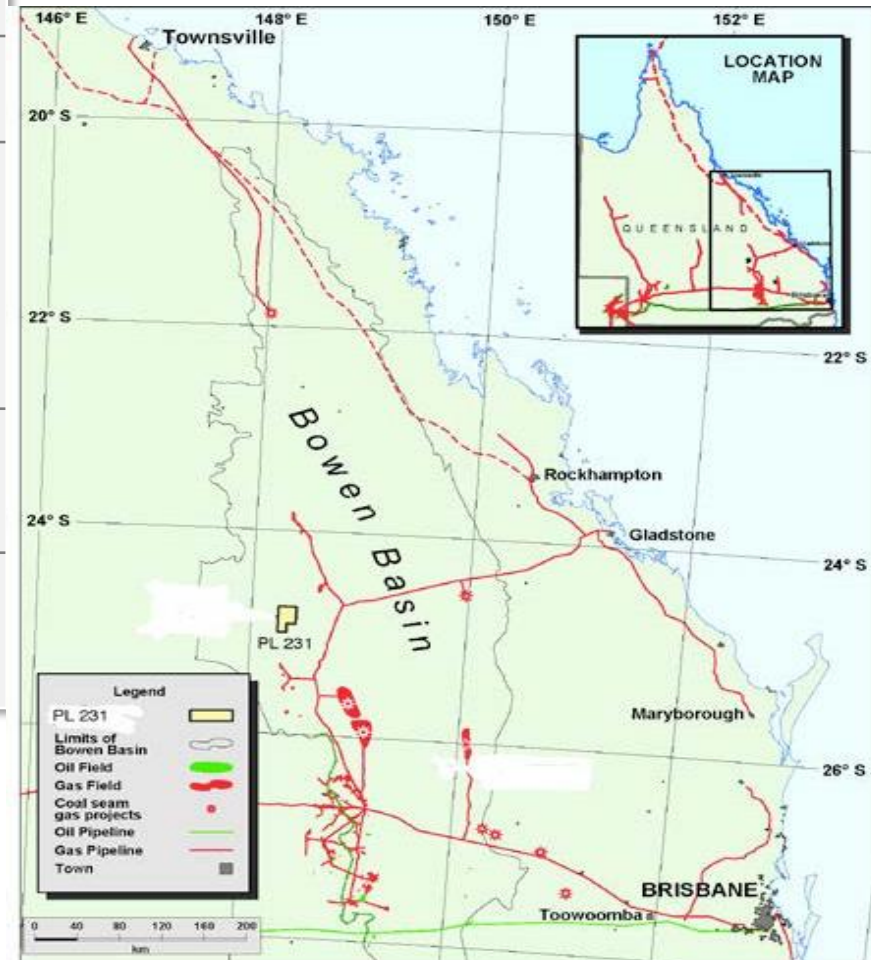 146° E
148° E
150° E
152° E
Townsville
LOCATION
MAP
QUEENSLAND
20° S
22° S
22° S
Bowen Basin
Rockhampton
24° S
Gladstone
24° S
PL 231
Legend
PL 231
Limits of
Bowen Basin
Oil Field
Gas Field
Coal seam
gas projects
Oil Pipeline
Gas Pipeline
Town
Maryborough
26° S
BRISBANE
Toowoomba
0 40 80 120 160 200
km